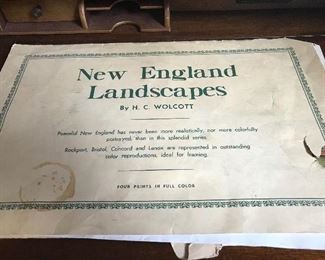 New England
Landscapes
By H. C. WOLCOTT
Peaceful New England has never been more realistically, nor more colorfully
portrayed, than in this splendid series.
Rockport, Bristol, Concord and Lenox are represented in outstanding
color reproductions, ideal for framing.
FOUR PRINTS IN FULL COLOR